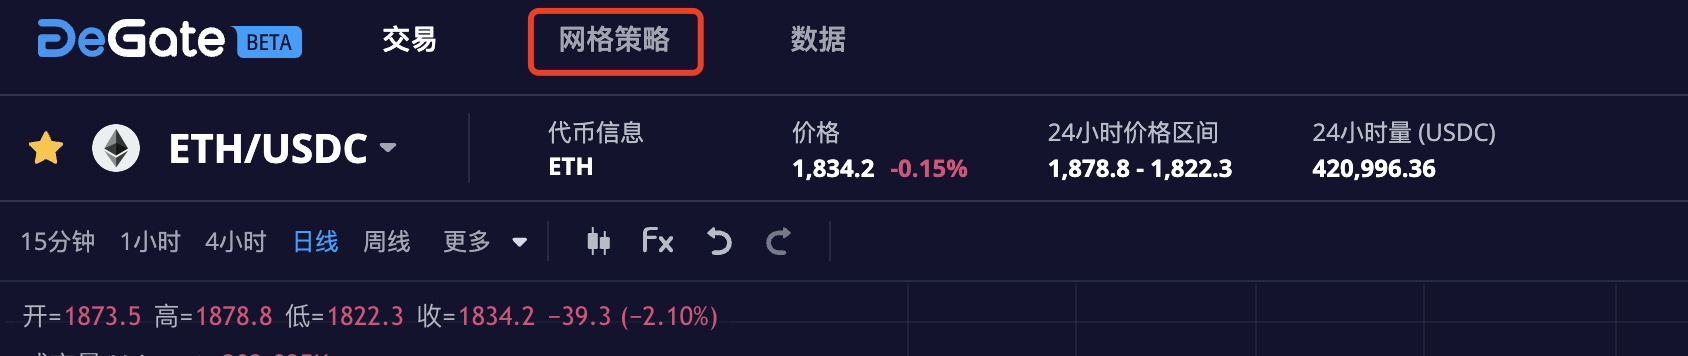 DeGate BETA 交易 网格策略 数据
ETH/USDC
代币信息 价格 24小时价格区间 24小时量 (USDC)
ETH 1,834.2 -0.15% 1,878.8 - 1,822.3 420,996.36
15分钟 1小时 4小时 日线 周线 更多 Fx
开=1873.5 高=1878.8 低=1822.3 收=1834.2 −39.3 (−2.10%)